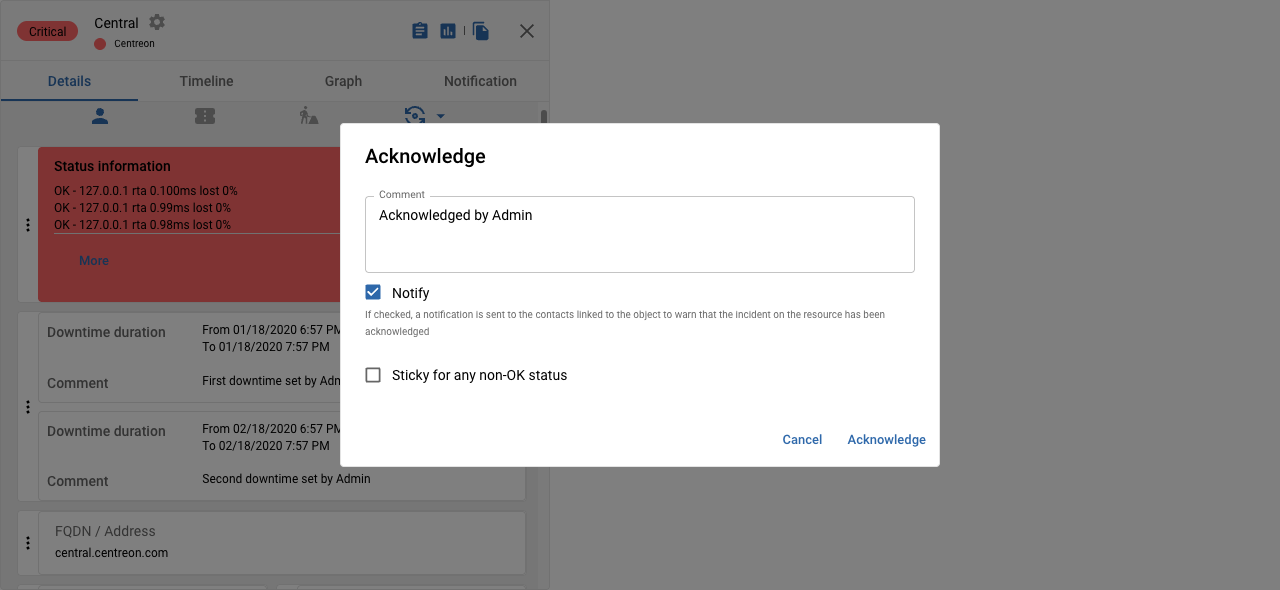 Critical
Central
Centreon
Details
Timeline
Graph
Notification
Status information
OK - 127.0.0.1 rta 0.100ms lost 0%
OK - 127.0.0.1 rta 0.99ms lost 0%
OK - 127.0.0.1 rta 0.98ms lost 0%
More
Downtime duration
From 01/18/2020 6:57 PM
To 01/18/2020 7:57 PM
Comment
First downtime set by Adm
Downtime duration
From 02/18/2020 6:57 PM
To 02/18/2020 7:57 PM
Comment
Second downtime set by Admin
FQDN / Address
central.centreon.com
Acknowledge
Comment
Acknowledged by Admin
Notify
If checked, a notification is sent to the contacts linked to the object to warn that the incident on the resource has been
acknowledged
Sticky for any non-OK status
Cancel
Acknowledge